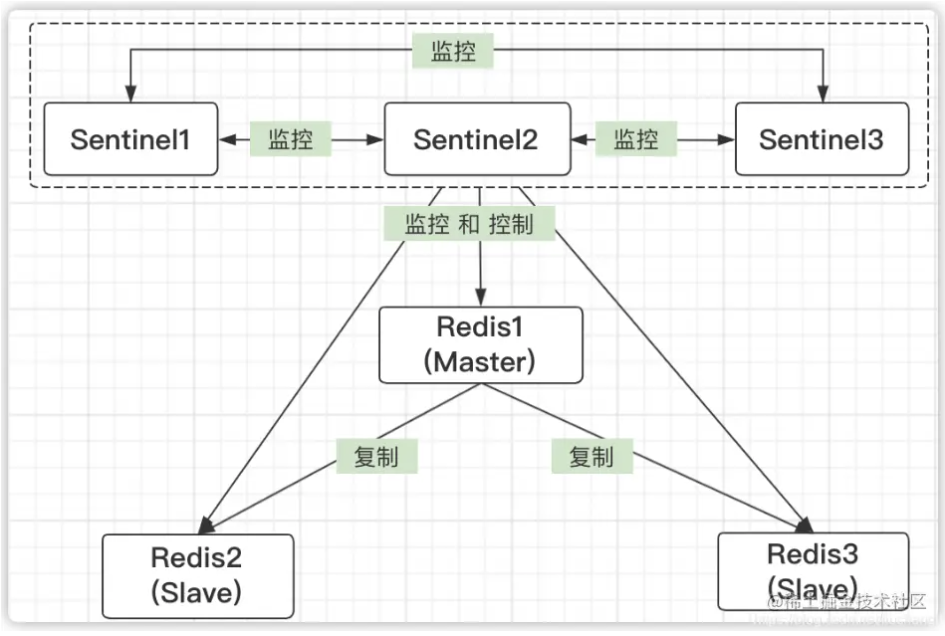 监控
Sentinel1
监控
Sentinel2
监控
Sentinel3
监控 和 控制
Redis1
(Master)
复制
复制
Redis2
(Slave)
Redis3
(Slave)
@稀土掘金技术社区